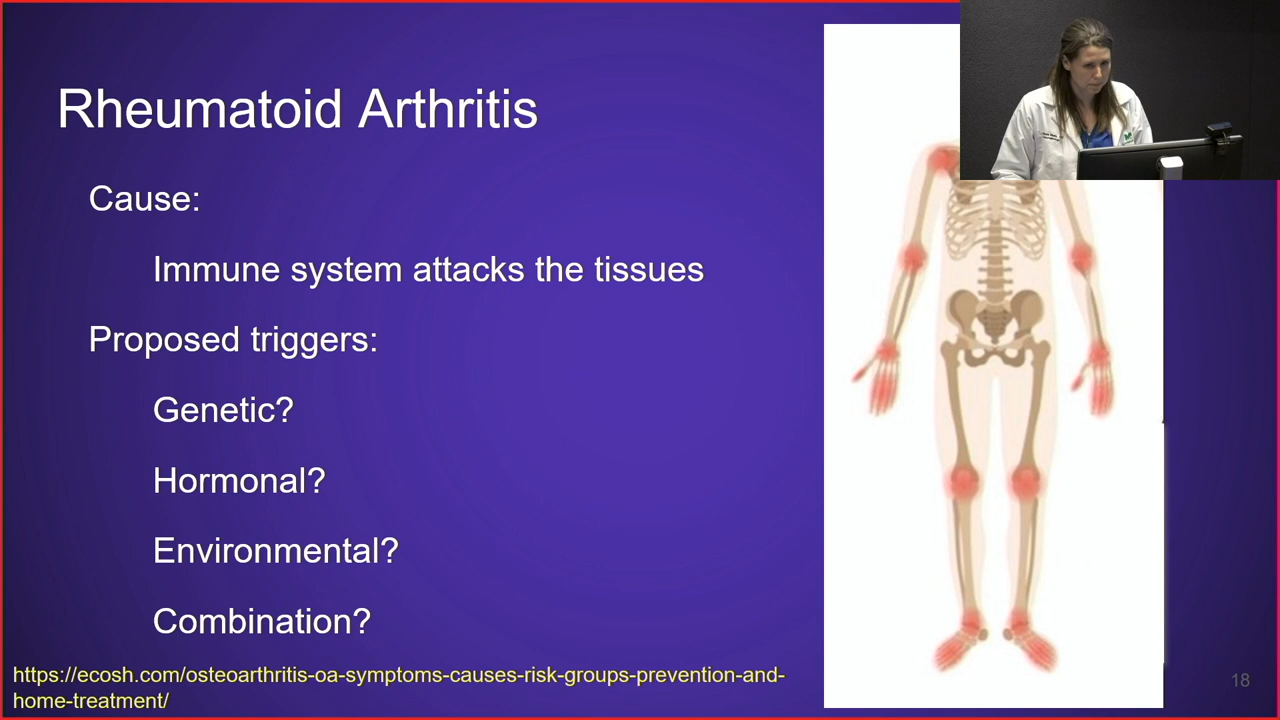 Rheumatoid Arthritis
Cause:
Immune system attacks the tissues
Proposed triggers:
Genetic?
Hormonal?
Environmental?
Combination?
https://ecosh.com/osteoarthritis-oa-symptoms-causes-risk-groups-prevention-and-
home-treatment/
18